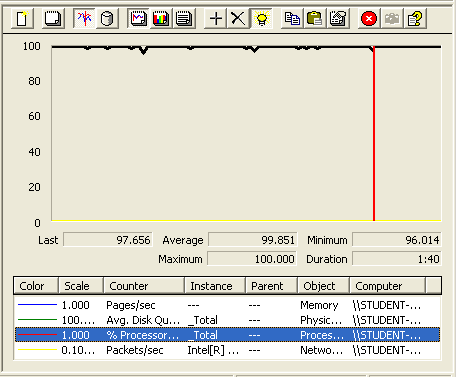 100
80
60
40
20
0
Last 97.656 Average 99.851 Minimum 96.014
Maximum 100.000 Duration 1:40
Color Scale Counter Instance Parent Object Computer
1.000 Pages/sec --- --- Memory \\STUDENT-...
100.... Avg. Disk Qu... _Total --- Physic... \\STUDENT-...
1.000 % Processor... _Total --- Proces... \\STUDENT-...
0.10... Packets/sec Intel[R] ... --- Netwo... \\STUDENT-...